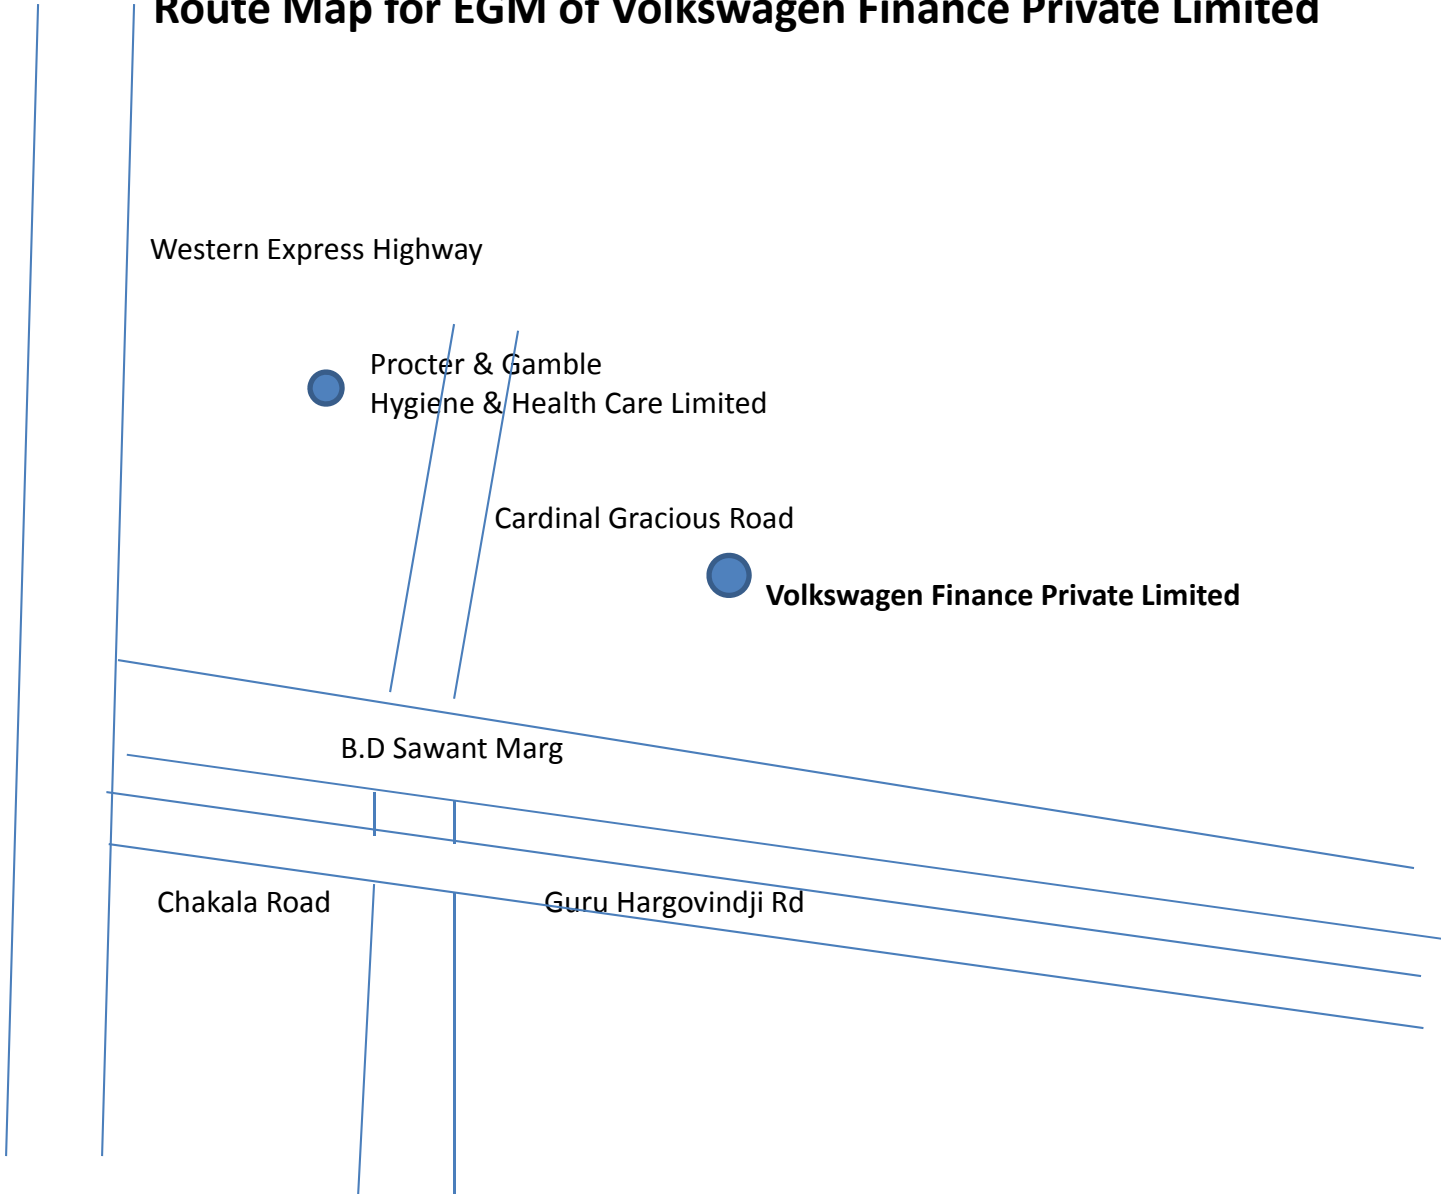 Route Map for EGM of Volkswagen Finance Private Limited
Western Express Highway
Procter & Gamble
Hygiene & Health Care Limited
Cardinal Gracious Road
Volkswagen Finance Private Limited
B.D Sawant Marg
Chakala Road
Guru Hargovindji Rd